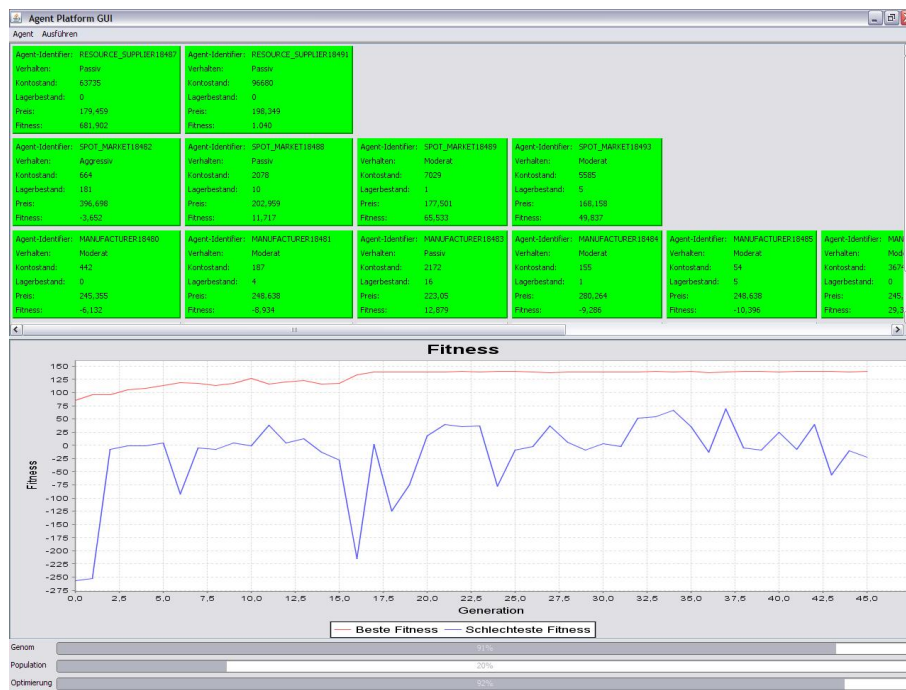 Agent Platform GUI
Agent Ausführen
Agent-Identifier: RESOURCE_SUPPLIER18487
Verhalten: Passiv
Kontostand: 63735
Lagerbestand: 0
Preis: 179,459
Fitness: 681,902
Agent-Identifier: RESOURCE_SUPPLIER18491
Verhalten: Passiv
Kontostand: 96680
Lagerbestand: 0
Preis: 198,349
Fitness: 1.040
Agent-Identifier: SPOT_MARKET18482
Verhalten: Aggressiv
Kontostand: 664
Lagerbestand: 181
Preis: 396,698
Fitness: -3,652
Agent-Identifier: SPOT_MARKET18488
Verhalten: Passiv
Kontostand: 2078
Lagerbestand: 10
Preis: 202,959
Fitness: 11,717
Agent-Identifier: SPOT_MARKET18489
Verhalten: Moderat
Kontostand: 7029
Lagerbestand: 1
Preis: 177,501
Fitness: 65,533
Agent-Identifier: SPOT_MARKET18493
Verhalten: Moderat
Kontostand: 5585
Lagerbestand: 5
Preis: 168,158
Fitness: 49,837
Agent-Identifier: MANUFACTURER18480
Verhalten: Moderat
Kontostand: 442
Lagerbestand: 0
Preis: 245,355
Fitness: -6,132
Agent-Identifier: MANUFACTURER18481
Verhalten: Moderat
Kontostand: 187
Lagerbestand: 4
Preis: 248,638
Fitness: -8,934
Agent-Identifier: MANUFACTURER18483
Verhalten: Passiv
Kontostand: 2172
Lagerbestand: 16
Preis: 223,05
Fitness: 12,879
Agent-Identifier: MANUFACTURER18484
Verhalten: Moderat
Kontostand: 155
Lagerbestand: 1
Preis: 280,264
Fitness: -9,286
Agent-Identifier: MANUFACTURER18485
Verhalten: Moderat
Kontostand: 54
Lagerbestand: 5
Preis: 248,638
Fitness: -10,396
Agent-Identifier: MAN
Verhalten: Mod
Kontostand: 3674
Lagerbestand: 0
Preis: 245,
Fitness: 29,3
Fitness
150
125
100
75
50
25
0
-25
-50
-75
-100
-125
-150
-175
-200
-225
-250
-275
Fitness
0,0 2,5 5,0 7,5 10,0 12,5 15,0 17,5 20,0 22,5 25,0 27,5 30,0 32,5 35,0 37,5 40,0 42,5 45,0
Generation
Beste Fitness Schlechteste Fitness
Genom 91%
Population 20%
Optimierung 92%